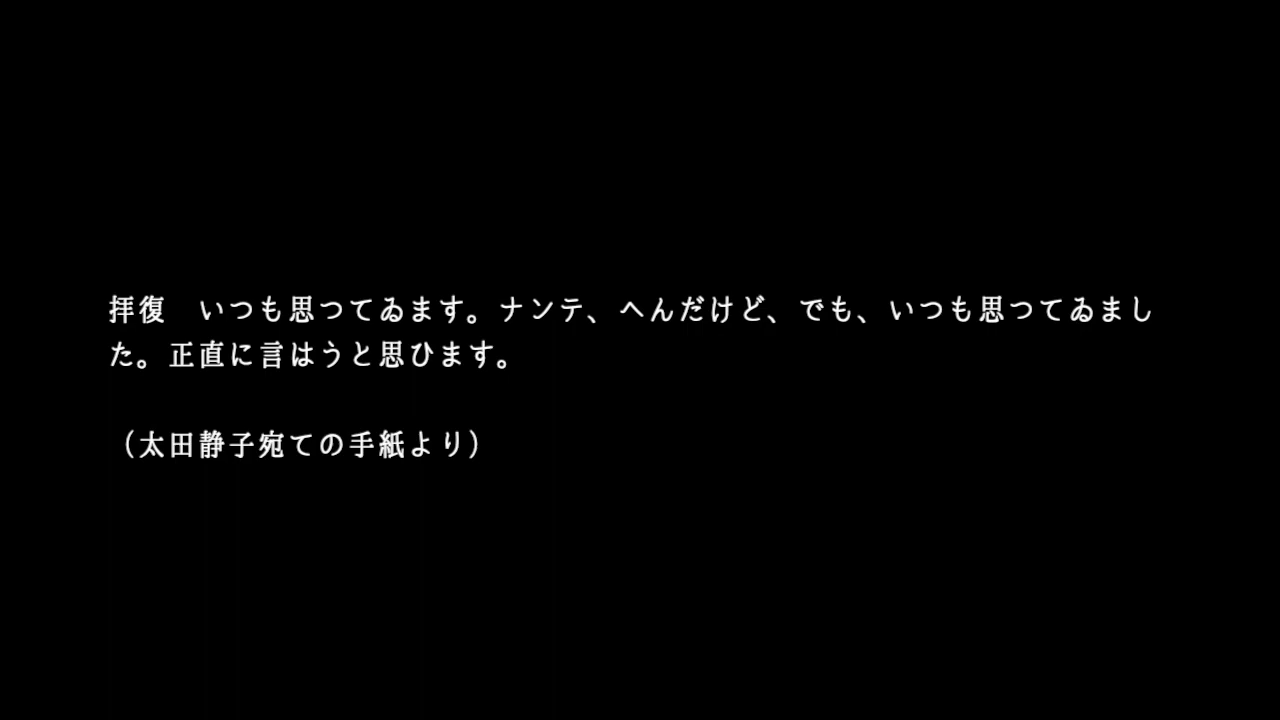 拝復　いつも思つてゐます。ナンテ、へんだけど、でも、いつも思つてゐまし
た。正直に言はうと思ひます。
（太田静子宛ての手紙より）